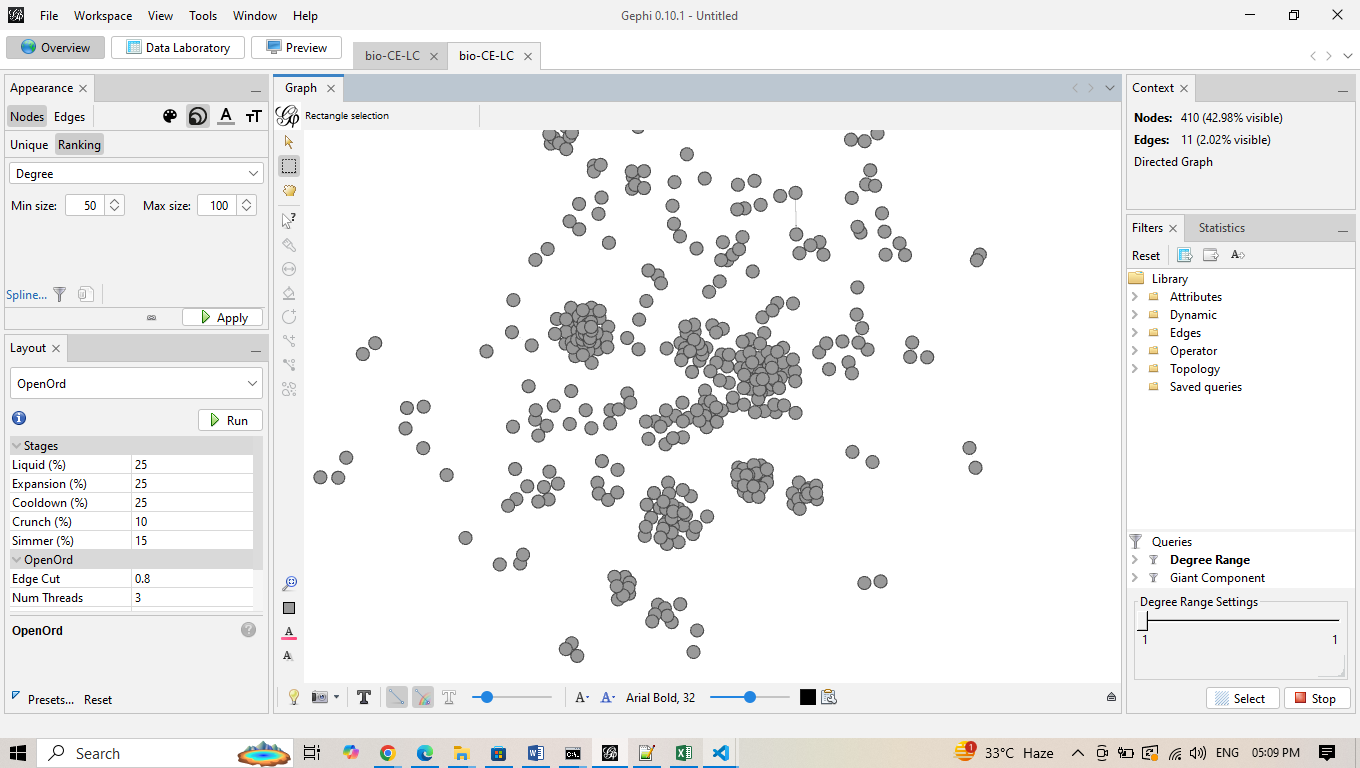 File Workspace View Tools Window Help
Gephi 0.10.1 - Untitled
Overview Data Laboratory Preview
bio-CE-LC bio-CE-LC
Appearance
Nodes Edges
Unique Ranking
Degree
Min size: 50 Max size: 100
Spline...
Apply
Layout
OpenOrd
Run
Stages
Liquid (%) 25
Expansion (%) 25
Cooldown (%) 25
Crunch (%) 10
Simmer (%) 15
OpenOrd
Edge Cut 0.8
Num Threads 3
OpenOrd
Presets... Reset
Graph
Rectangle selection
Arial Bold, 32
Context
Nodes: 410 (42.98% visible)
Edges: 11 (2.02% visible)
Directed Graph
Filters Statistics
Reset
Library
Attributes
Dynamic
Edges
Operator
Topology
Saved queries
Queries
Degree Range
Giant Component
Degree Range Settings
1 1
Select Stop
Search
1
33°C Haze
ENG 05:09 PM